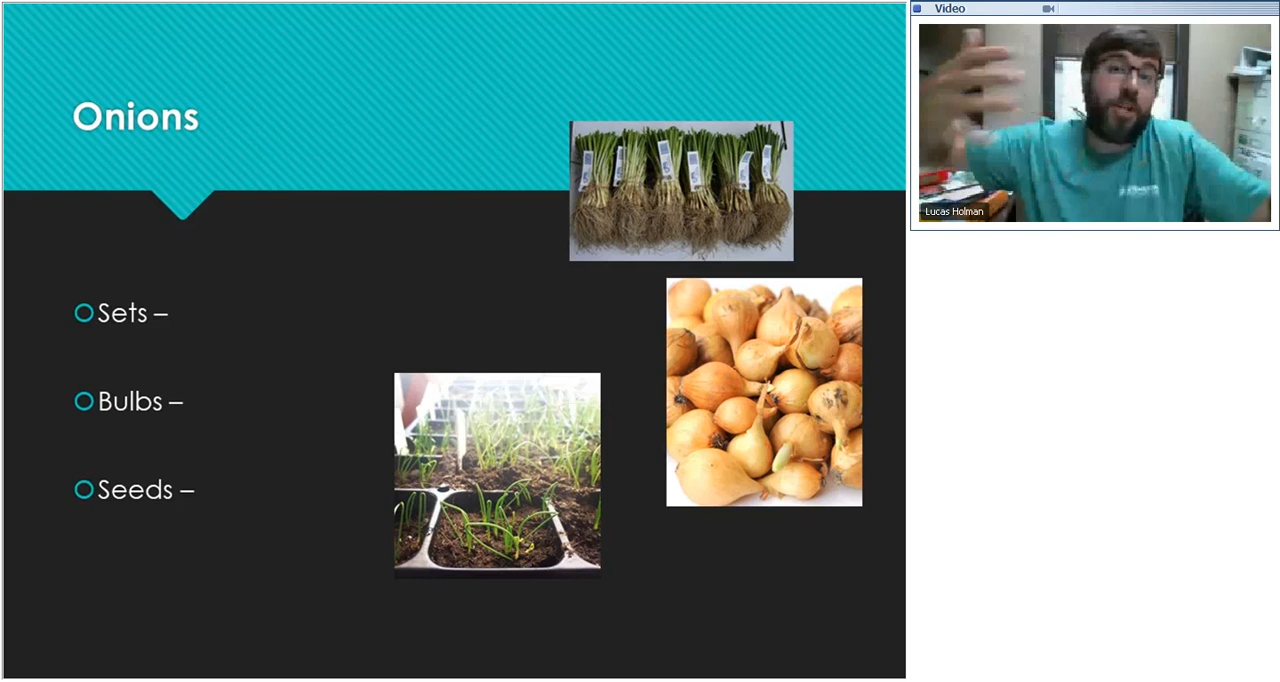 Onions
Sets –
Bulbs –
Seeds –
Video
Lucas Holman